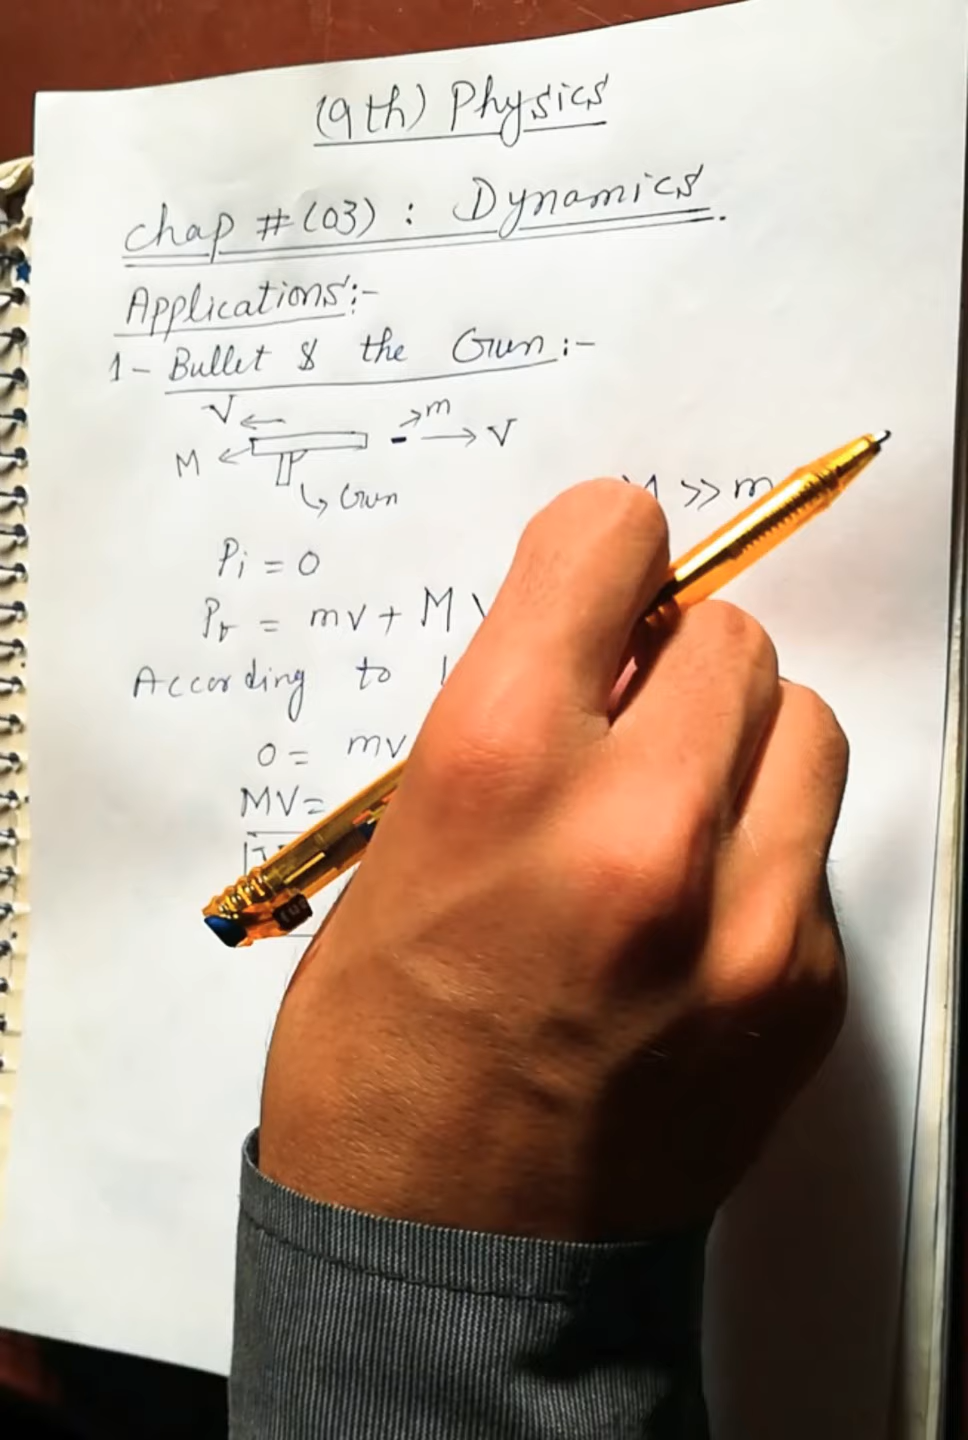 (9th) Physics
Chap # (03) : Dynamics.
Applications:-
1- Bullet & the Gun:-
V m
V
M
Gun
M >> m
Pi = 0
Pf = mv + M
According to
0 = mv
MV =